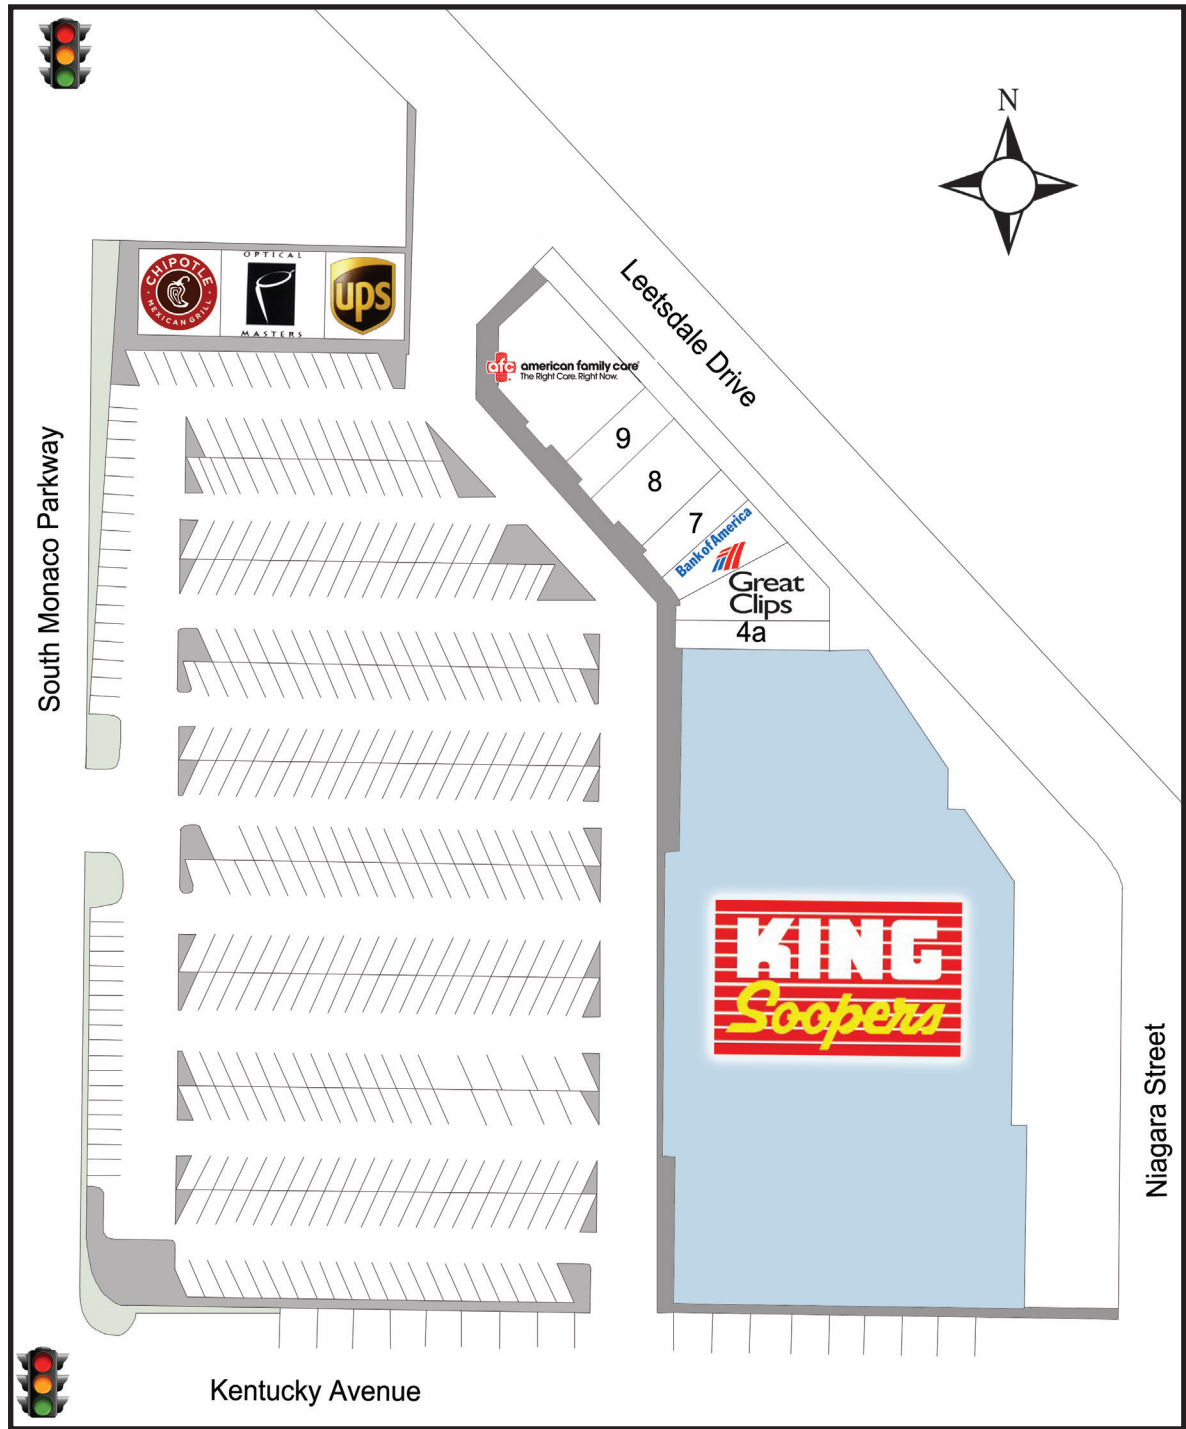 N
Leetsdale Drive
CHIPOTLE
MEXICAN GRILL
OPTICAL
MASTERS
ups
afc american family care
The Right Care. Right Now.
9
8
7
Bank of America
Great
Clips
4a
South Monaco Parkway
KING
Soopers
Niagara Street
Kentucky Avenue